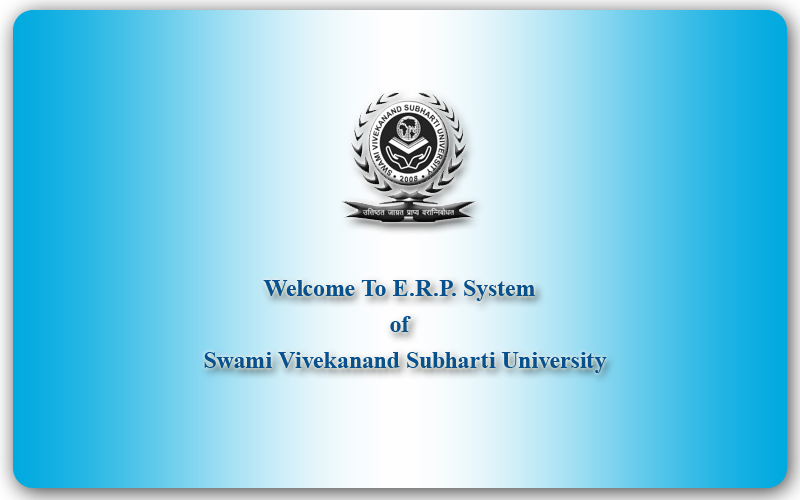 SWAMI VIVEKANAND SUBHARTI UNIVERSITY
• 2008 •
उत्तिष्ठत जाग्रत प्राप्य वरान्निबोधत
Welcome To E.R.P. System
of
Swami Vivekanand Subharti University